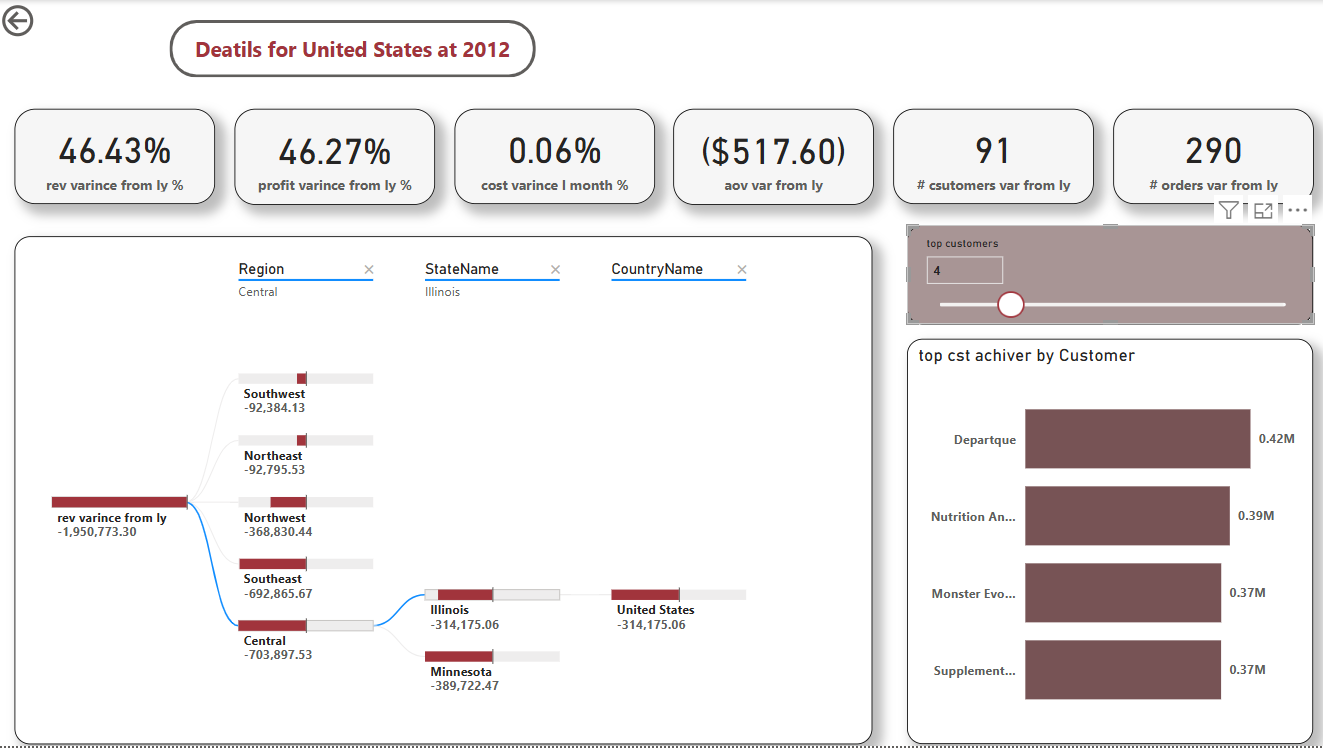 Deatils for United States at 2012
46.43%
rev varince from ly %
46.27%
profit varince from ly %
0.06%
cost varince l month %
($517.60)
aov var from ly
91
# csutomers var from ly
290
# orders var from ly
top customers
4
Region
Central
StateName
Illinois
CountryName
rev varince from ly
-1,950,773.30
Southwest
-92,384.13
Northeast
-92,795.53
Northwest
-368,830.44
Southeast
-692,865.67
Central
-703,897.53
Illinois
-314,175.06
Minnesota
-389,722.47
United States
-314,175.06
top cst achiver by Customer
Departque
0.42M
Nutrition An...
0.39M
Monster Evo...
0.37M
Supplement...
0.37M